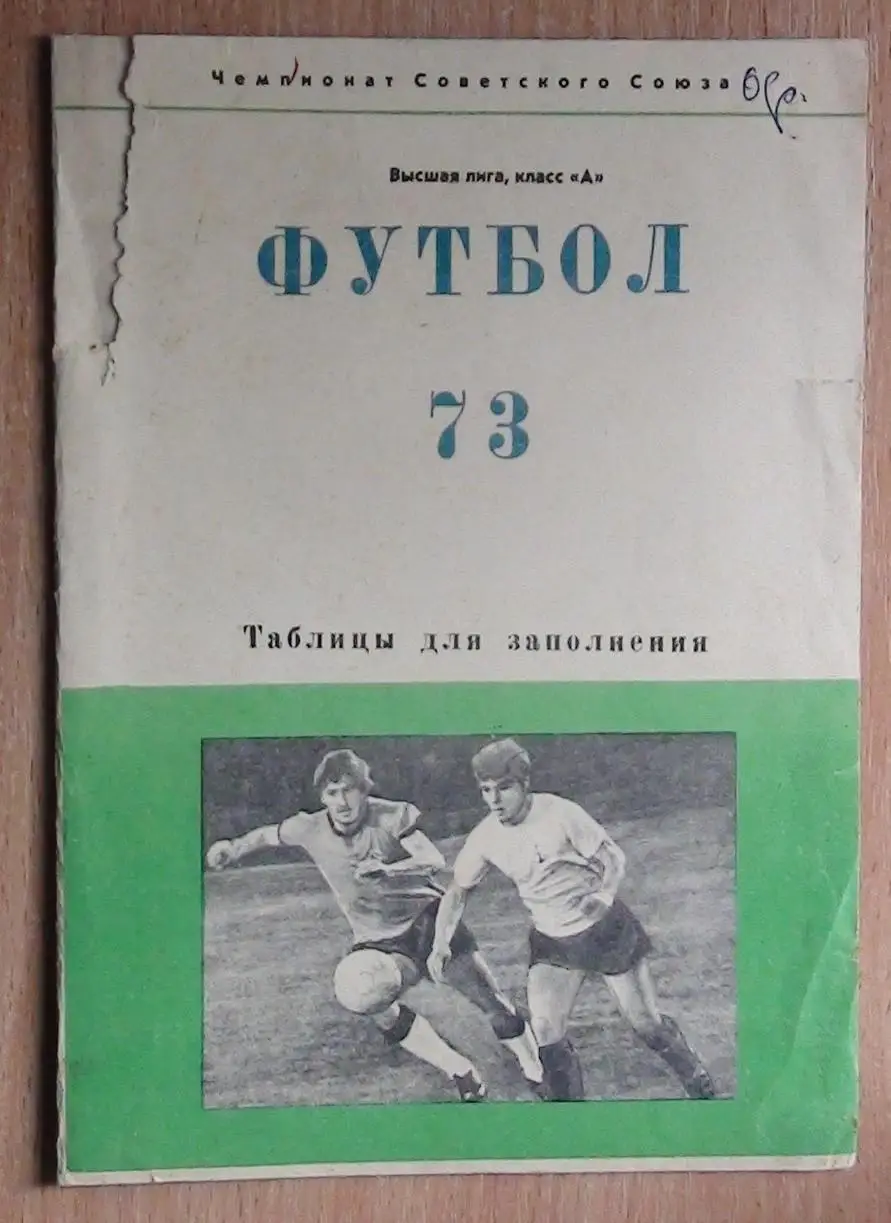 Чемпионат Советского Союза
Высшая лига, класс «А»
ФУТБОЛ
73
Таблицы для заполнения